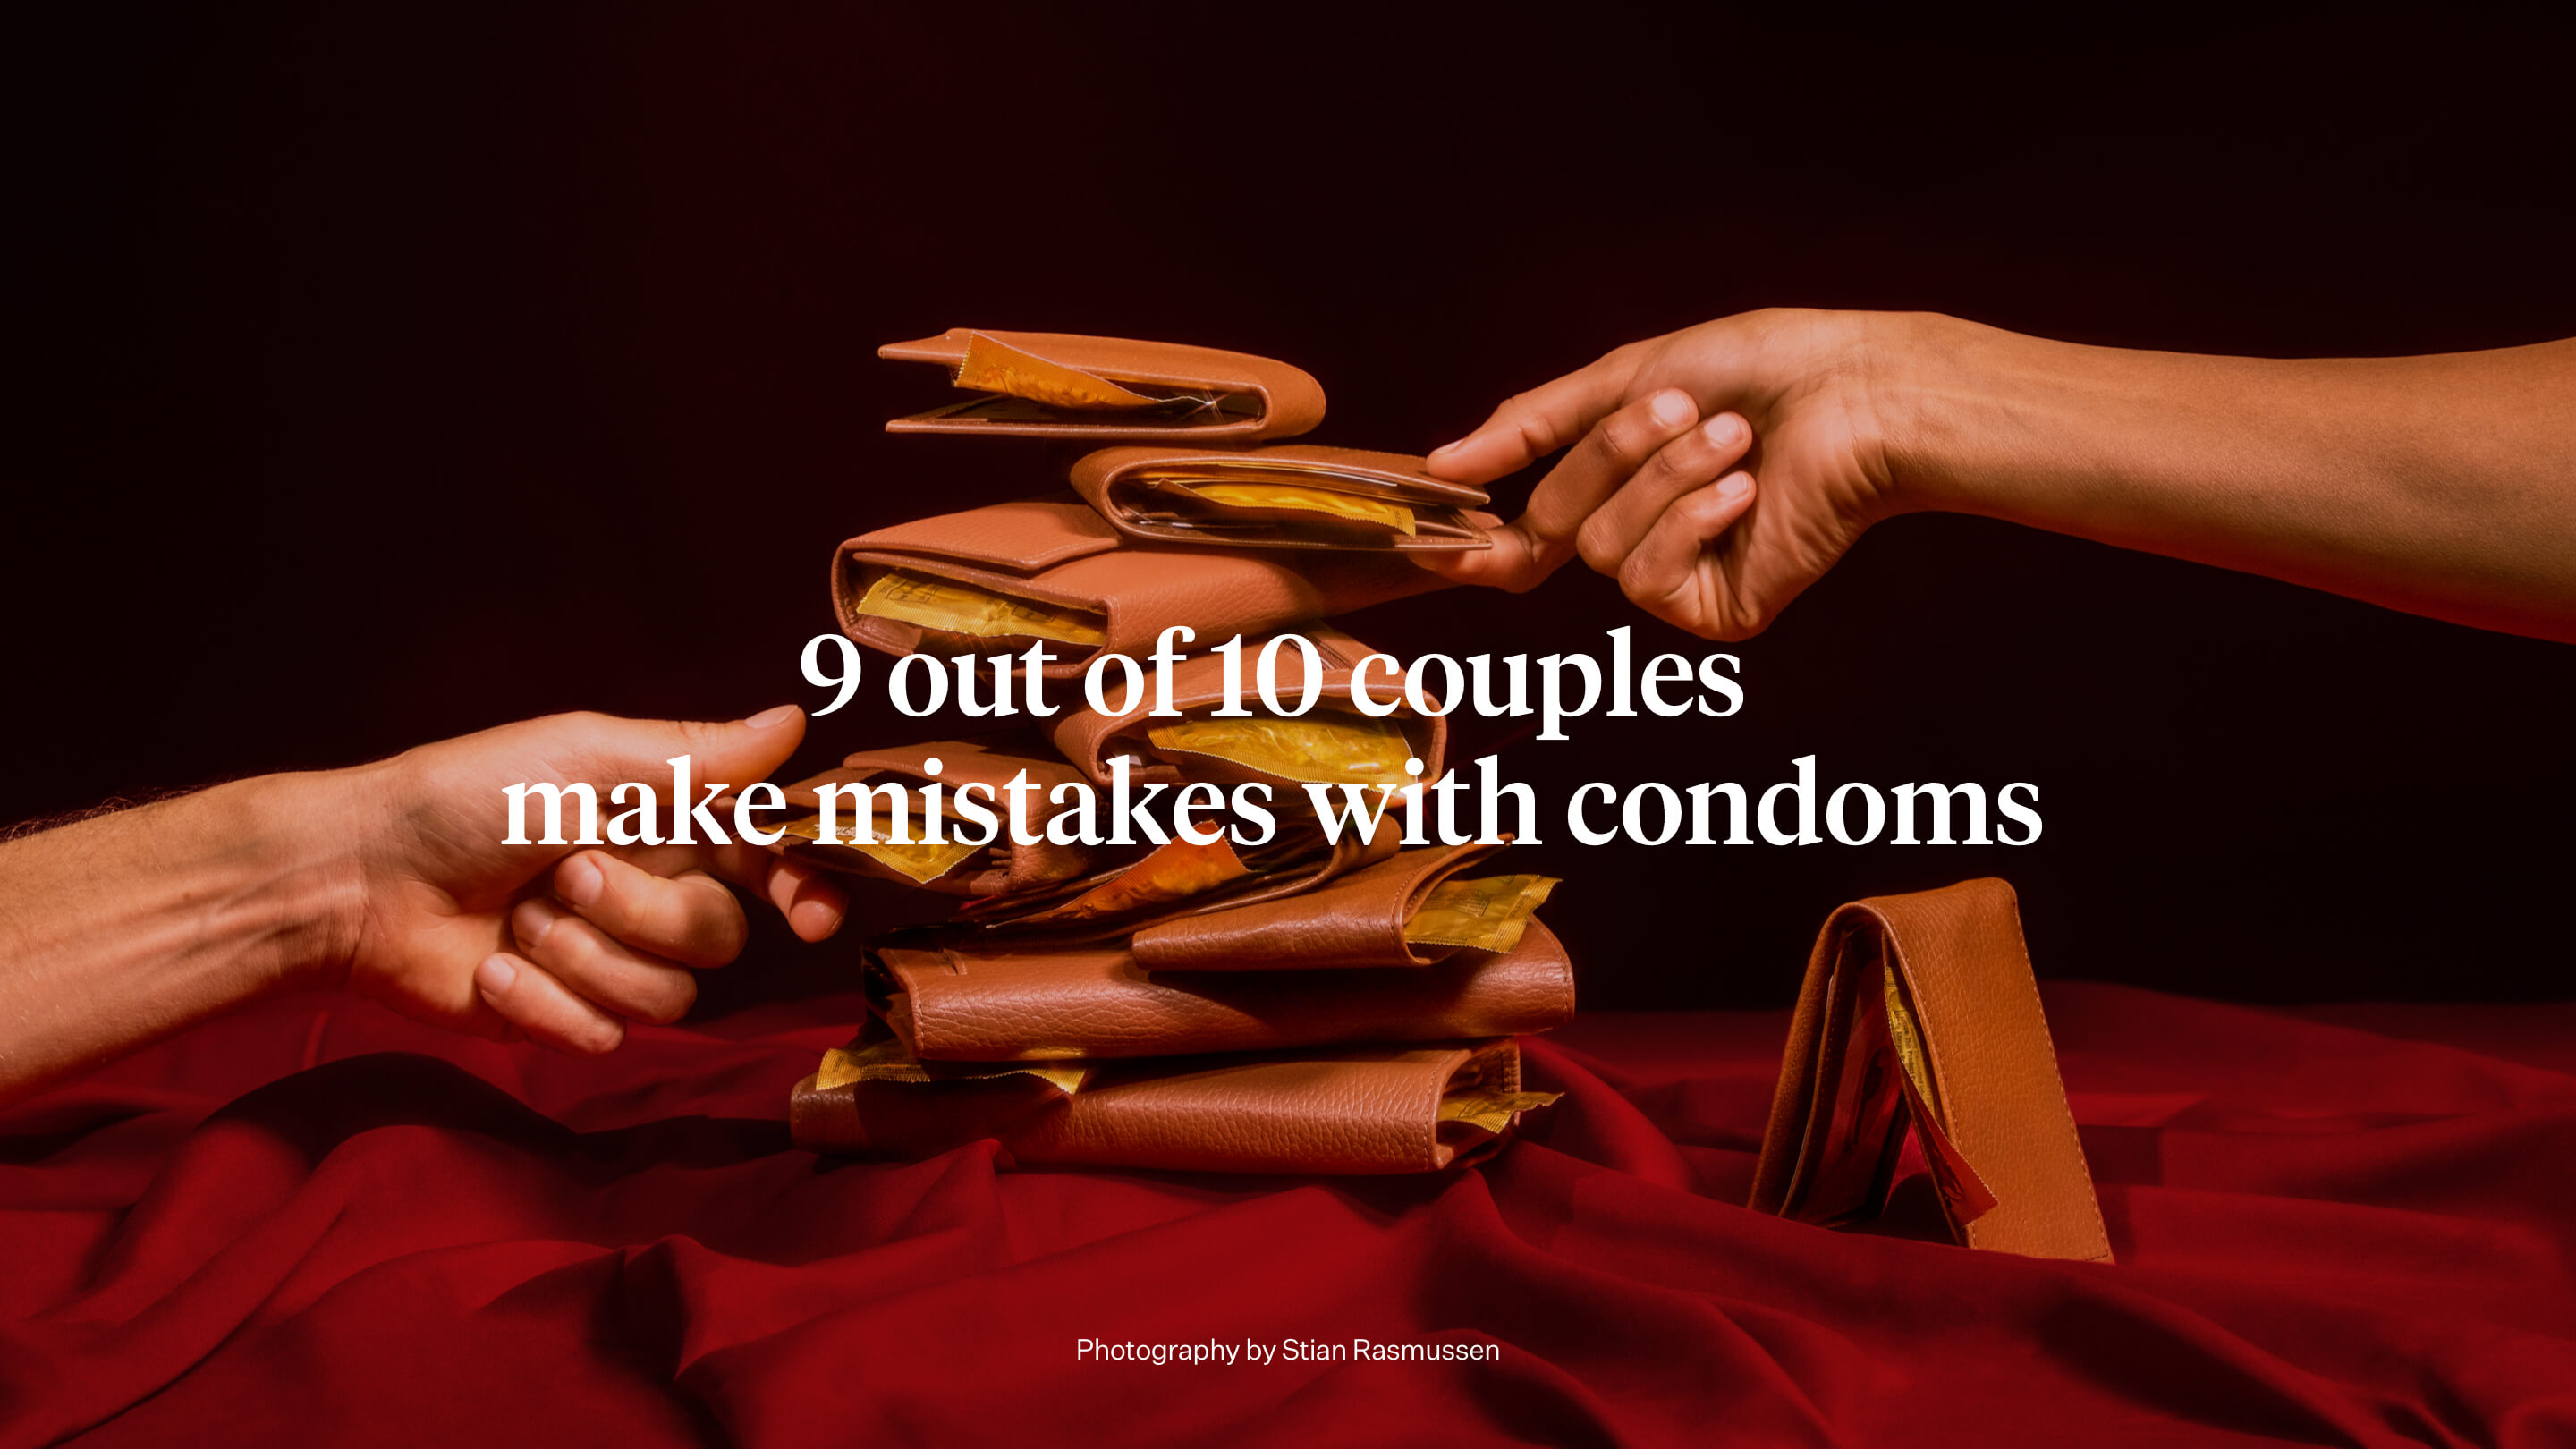 9 out of 10 couples
make mistakes with condoms
Photography by Stian Rasmussen